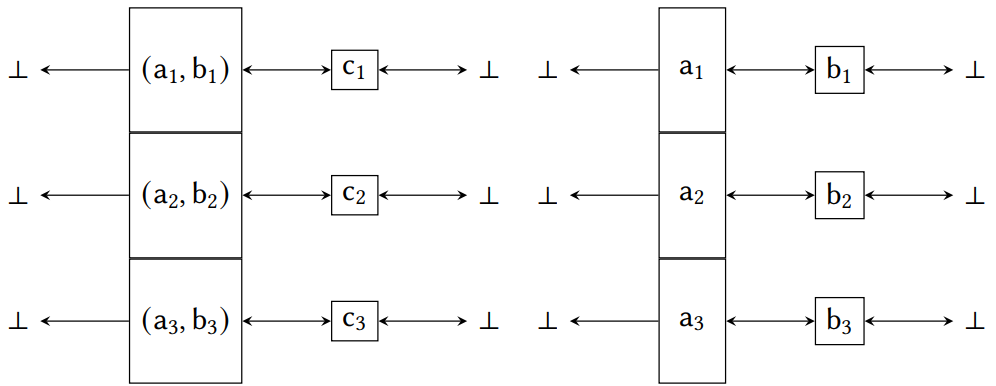 ⊥ (a₁, b₁) c₁ ⊥ ⊥ a₁ b₁ ⊥
⊥ (a₂, b₂) c₂ ⊥ ⊥ a₂ b₂ ⊥
⊥ (a₃, b₃) c₃ ⊥ ⊥ a₃ b₃ ⊥